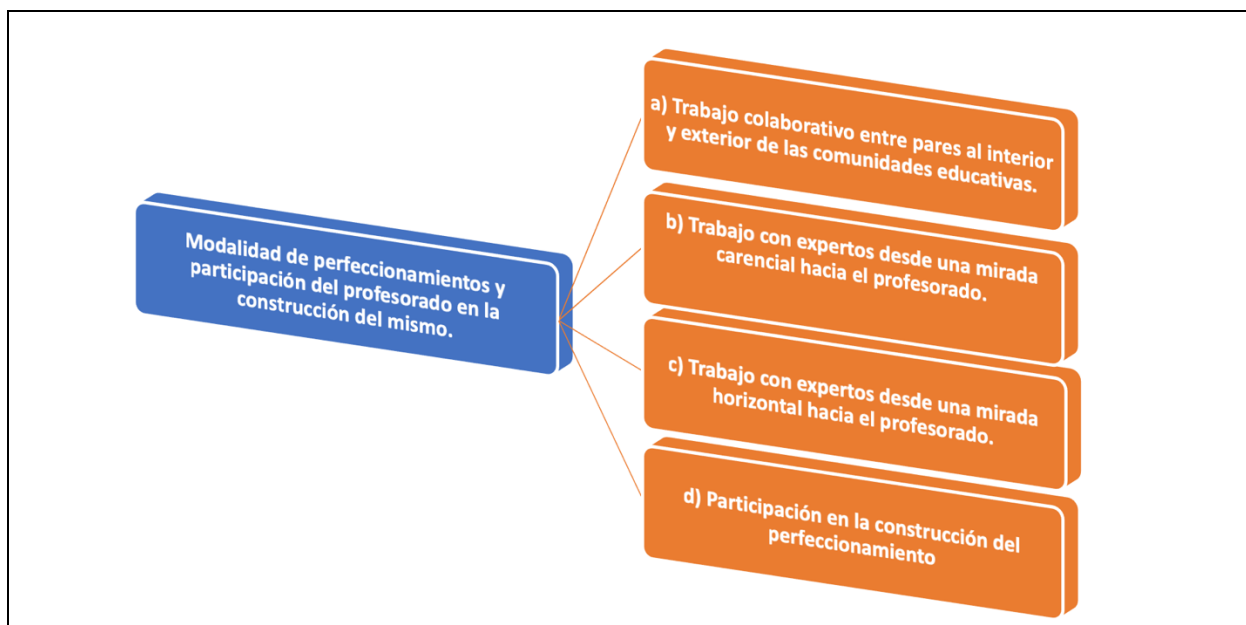 Modalidad de perfeccionamientos y
participación del profesorado en la
construcción del mismo.
a) Trabajo colaborativo entre pares al interior
y exterior de las comunidades educativas.
b) Trabajo con expertos desde una mirada
carencial hacia el profesorado.
c) Trabajo con expertos desde una mirada
horizontal hacia el profesorado.
d) Participación en la construcción del
perfeccionamiento